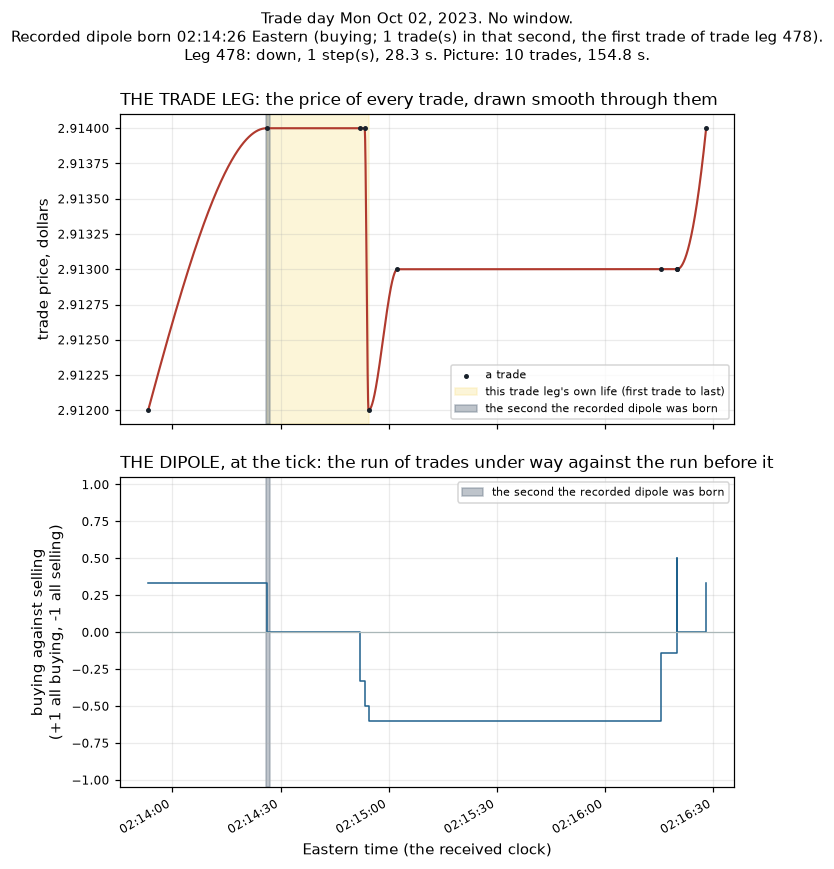 Trade day Mon Oct 02, 2023. No window.
Recorded dipole born 02:14:26 Eastern (buying; 1 trade(s) in that second, the first trade of trade leg 478).
Leg 478: down, 1 step(s), 28.3 s. Picture: 10 trades, 154.8 s.
THE TRADE LEG: the price of every trade, drawn smooth through them
trade price, dollars
2.91400
2.91375
2.91350
2.91325
2.91300
2.91275
2.91250
2.91225
2.91200
a trade
this trade leg's own life (first trade to last)
the second the recorded dipole was born
THE DIPOLE, at the tick: the run of trades under way against the run before it
buying against selling
(+1 all buying, -1 all selling)
1.00
0.75
0.50
0.25
0.00
−0.25
−0.50
−0.75
−1.00
the second the recorded dipole was born
02:14:00
02:14:30
02:15:00
02:15:30
02:16:00
02:16:30
Eastern time (the received clock)